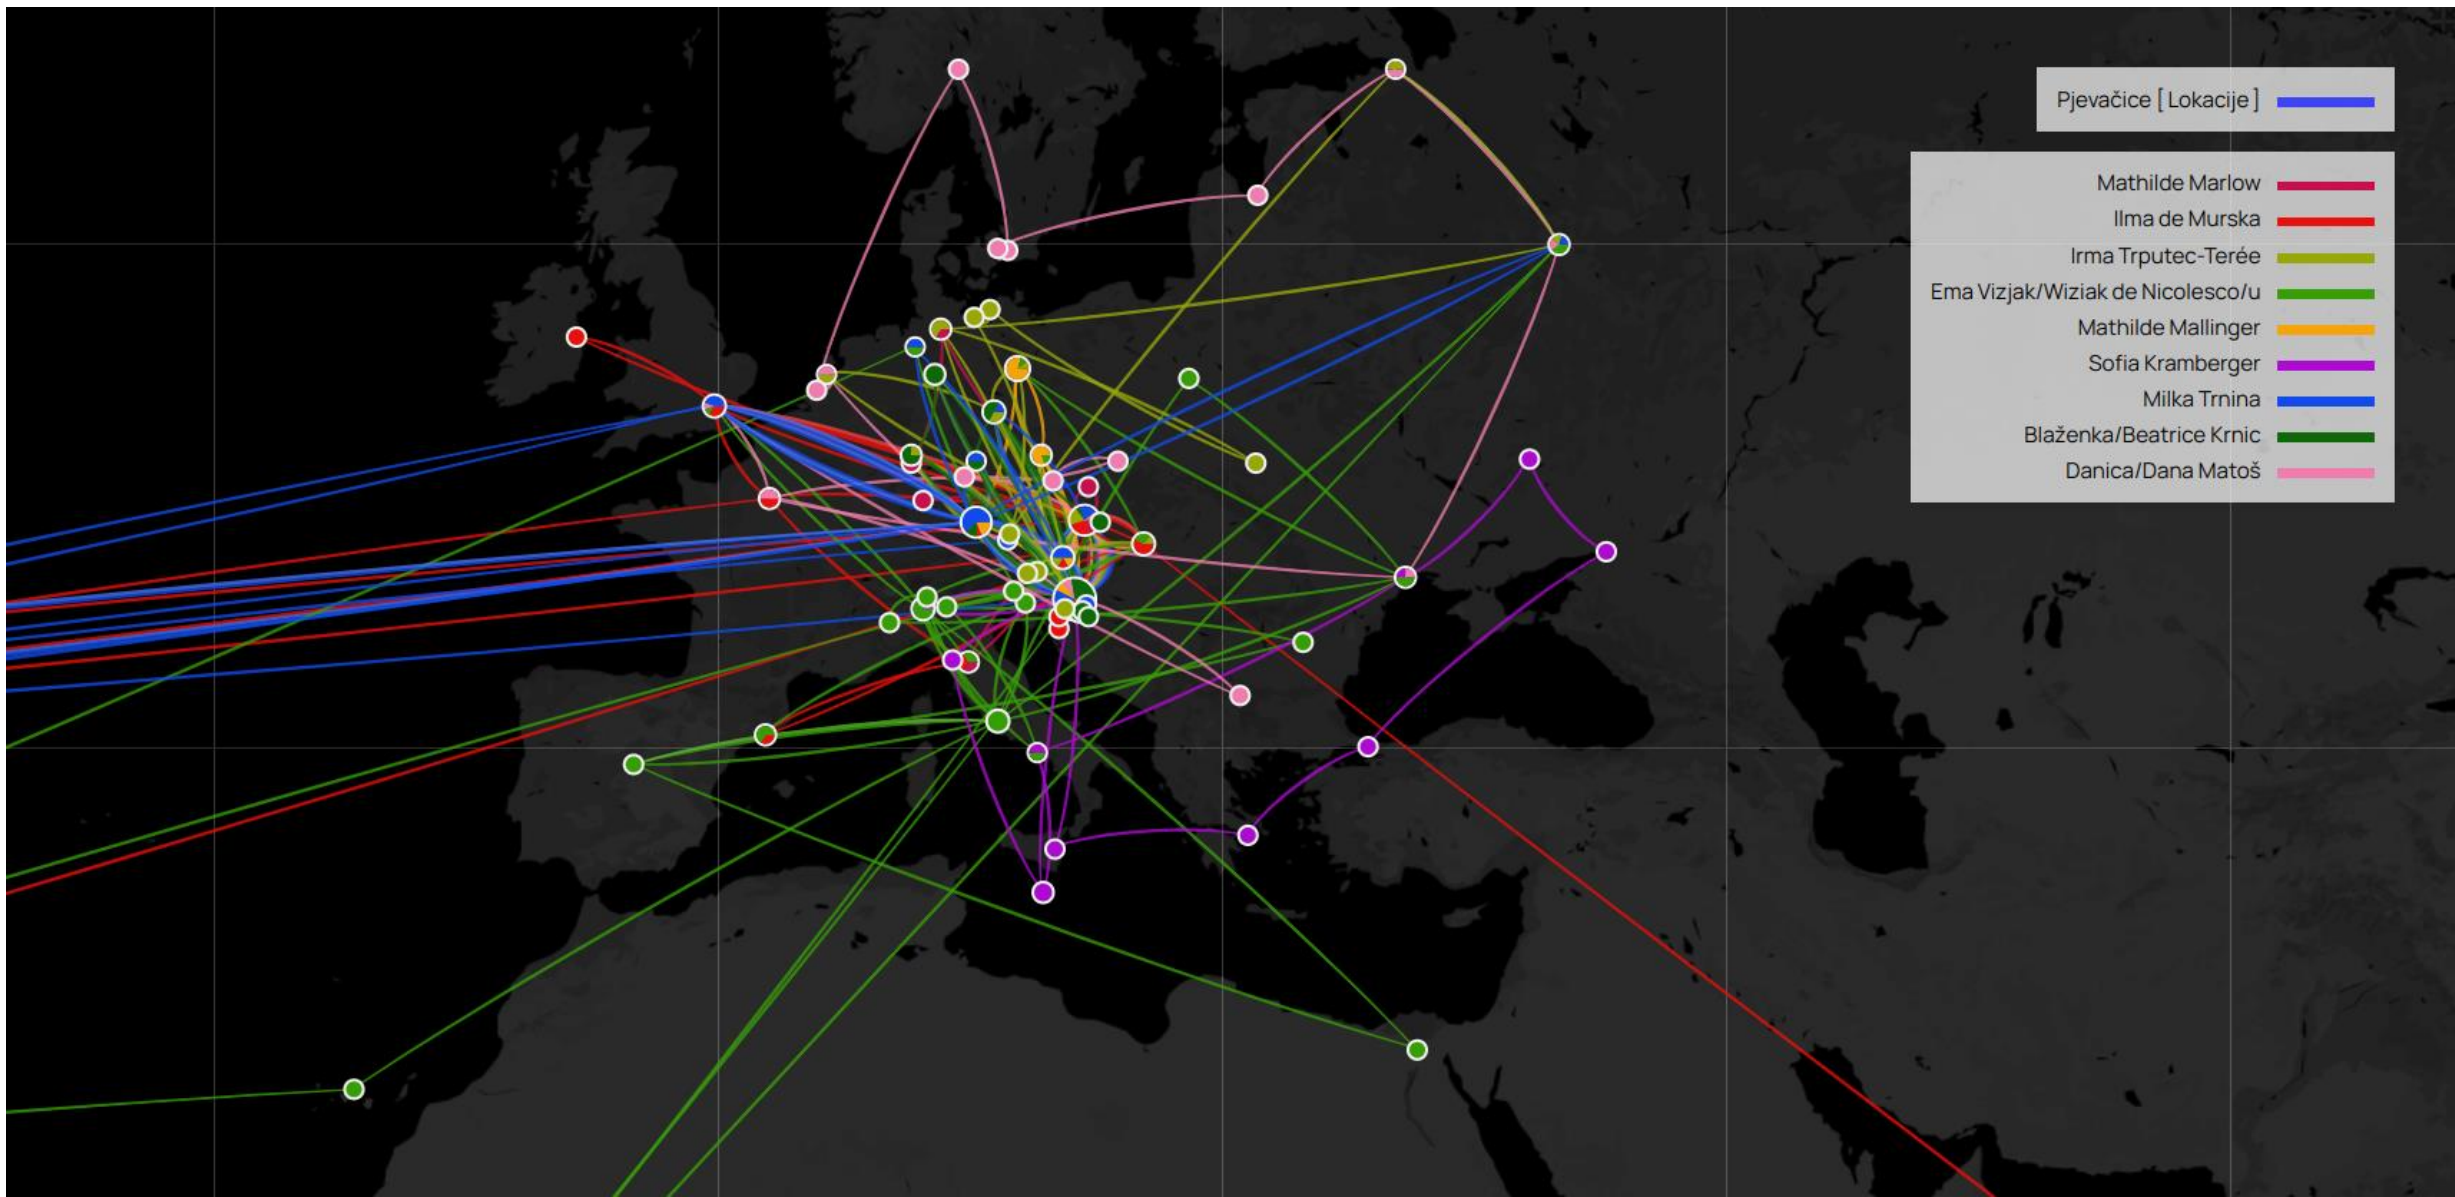 Pjevačice [ Lokacije ]
Mathilde Marlow
Ilma de Murska
Irma Trputec-Terée
Ema Vizjak/Wiziak de Nicolesco/u
Mathilde Mallinger
Sofia Kramberger
Milka Trnina
Blaženka/Beatrice Krnic
Danica/Dana Matoš